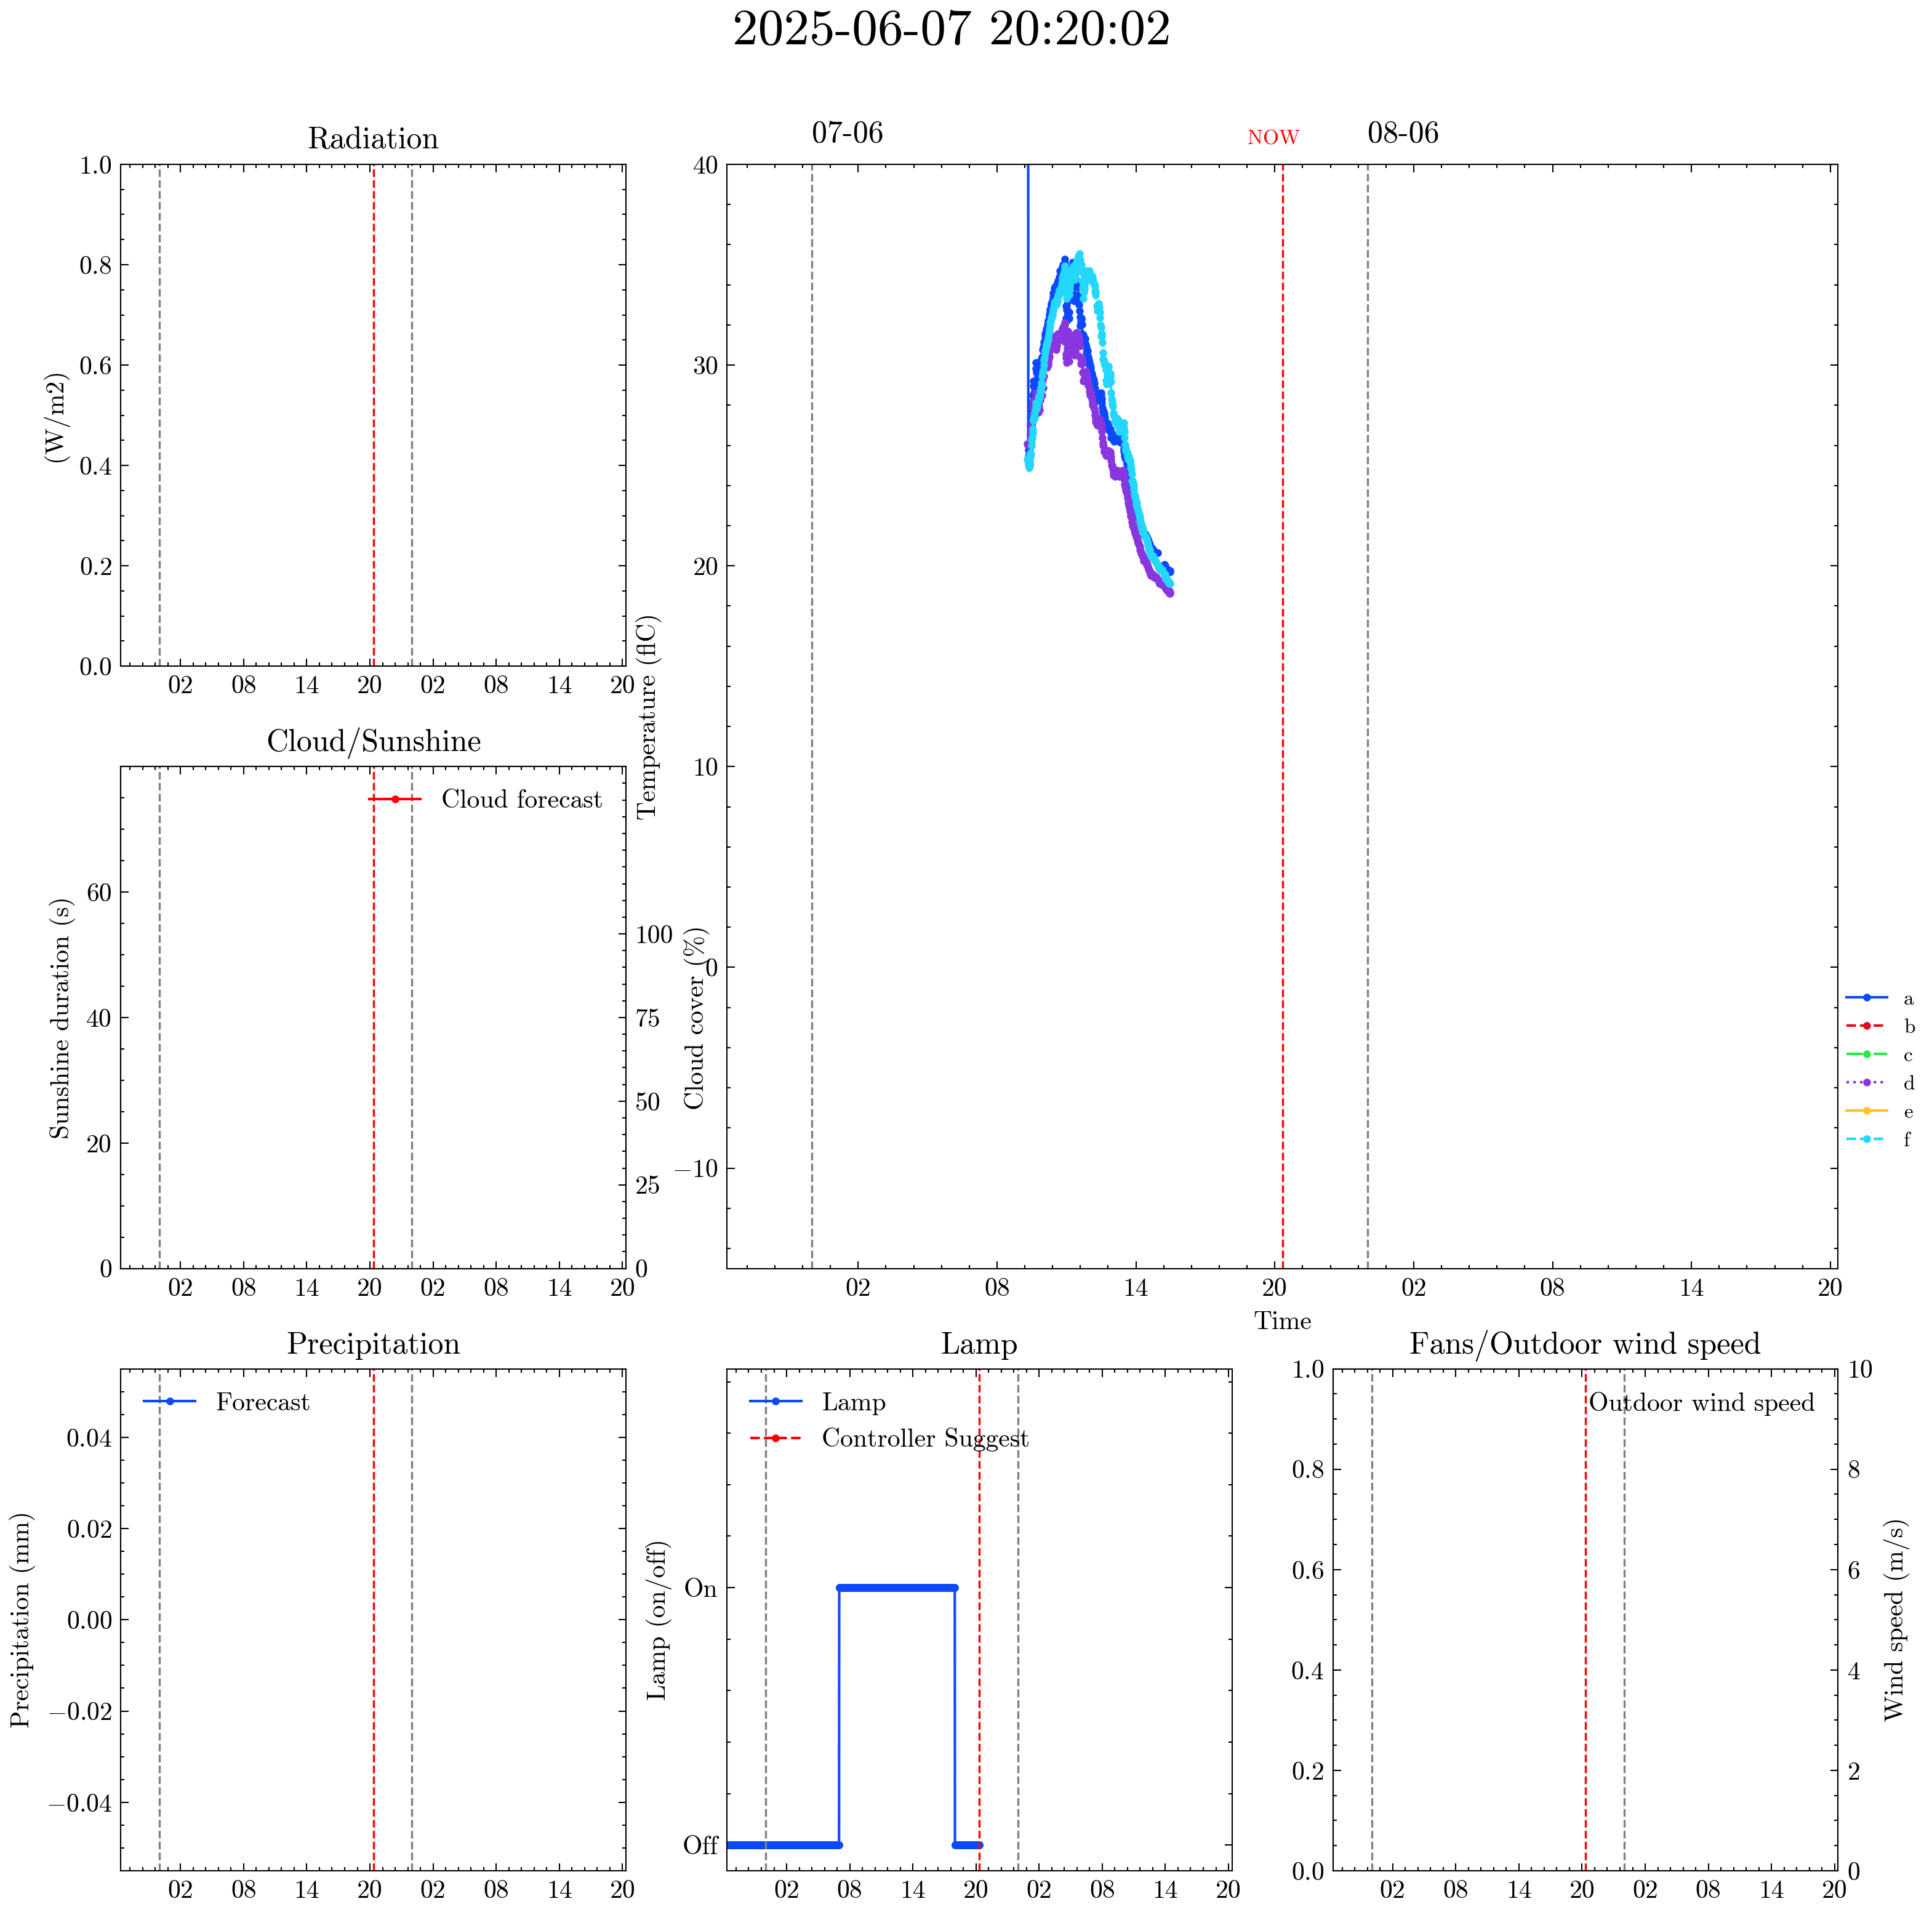 2025-06-07 20:20:02
Radiation
1.0
0.8
0.6
0.4
0.2
0.0
(W/m2)
02 08 14 20 02 08 14 20
07-06 NOW 08-06
40
30
20
10
0
−10
Temperature (flC)
02 08 14 20 02 08 14 20
Time
a
b
c
d
e
f
Cloud/Sunshine
Cloud forecast
60
40
20
0
Sunshine duration (s)
100
75
50
25
0
Cloud cover (%)
02 08 14 20 02 08 14 20
Precipitation
Forecast
0.04
0.02
0.00
−0.02
−0.04
Precipitation (mm)
02 08 14 20 02 08 14 20
Lamp
Lamp
Controller Suggest
On
Off
Lamp (on/off)
02 08 14 20 02 08 14 20
Fans/Outdoor wind speed
Outdoor wind speed
1.0
0.8
0.6
0.4
0.2
0.0
10
8
6
4
2
0
Wind speed (m/s)
02 08 14 20 02 08 14 20